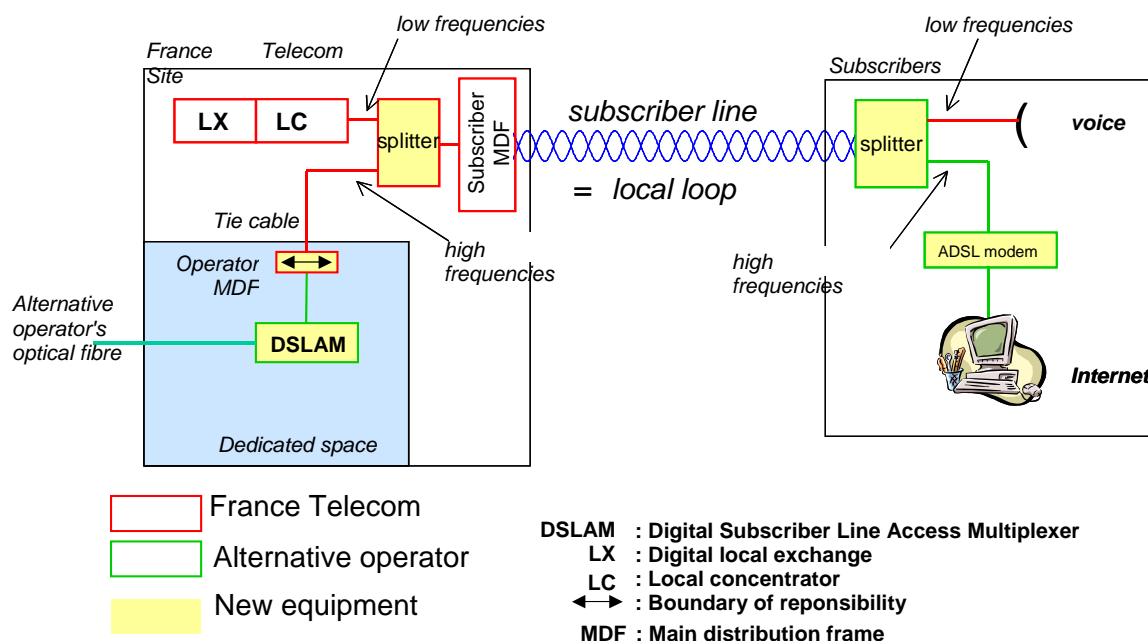 low frequencies
France Telecom
Site
LX LC
splitter
Subscriber
MDF
subscriber line
= local loop
Tie cable
high
frequencies
Operator
MDF
Alternative
operator's
optical fibre
DSLAM
Dedicated space
low frequencies
Subscribers
splitter
voice
high
frequencies
ADSL modem
Internet
France Telecom
Alternative operator
New equipment
DSLAM : Digital Subscriber Line Access Multiplexer
LX : Digital local exchange
LC : Local concentrator
: Boundary of reponsibility
MDF : Main distribution frame